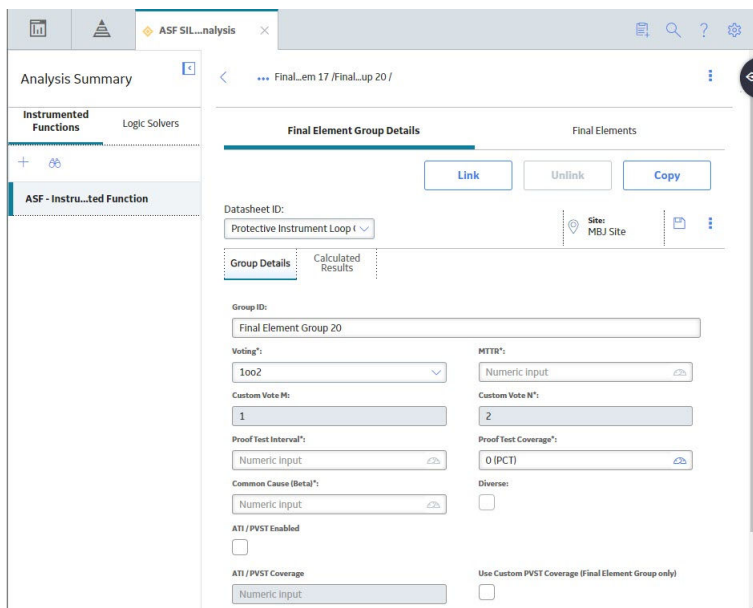 ASF SIL...nalysis
Analysis Summary
... Final...em 17 /Final...up 20 /
Instrumented Functions
Logic Solvers
Final Element Group Details
Final Elements
Link
Unlink
Copy
ASF - Instru...ted Function
Datasheet ID:
Protective Instrument Loop
Site:
MBJ Site
Group Details
Calculated Results
Group ID:
Final Element Group 20
Voting*:
MTTR*:
1oo2
Numeric input
Custom Vote M:
Custom Vote N*:
1
2
Proof Test Interval*:
Proof Test Coverage*:
Numeric input
0 (PCT)
Common Cause (Beta)*:
Diverse:
Numeric input
ATI / PVST Enabled
ATI / PVST Coverage
Use Custom PVST Coverage (Final Element Group only)
Numeric input